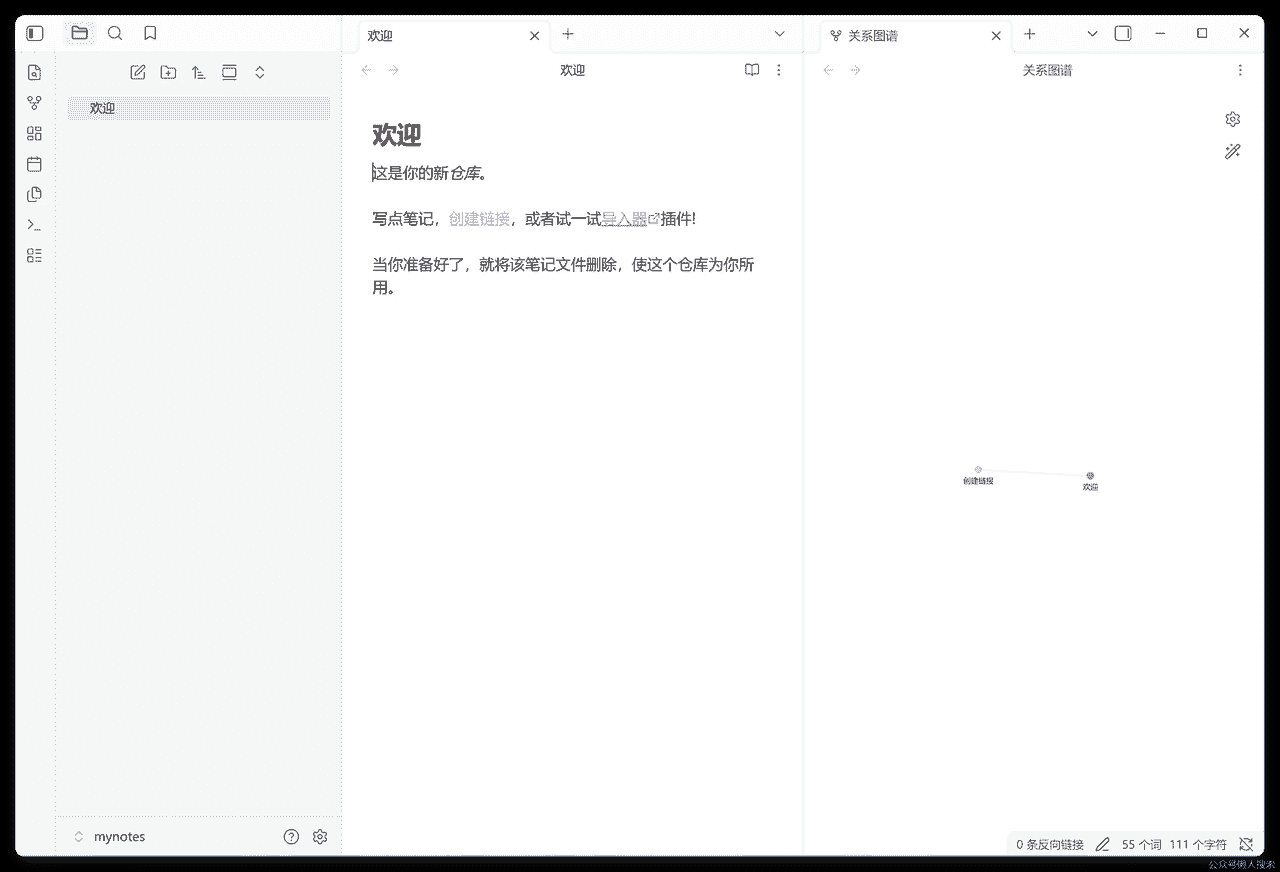 欢迎
关系图谱
欢迎
关系图谱
欢迎
欢迎
这是你的新仓库。
写点笔记，创建链接，或者试一试导入器插件!
当你准备好了，就将该笔记文件删除，使这个仓库为你所
用。
创建链接
欢迎
mynotes
0 条反向链接 55 个词 111 个字符
公众号懒人搜索